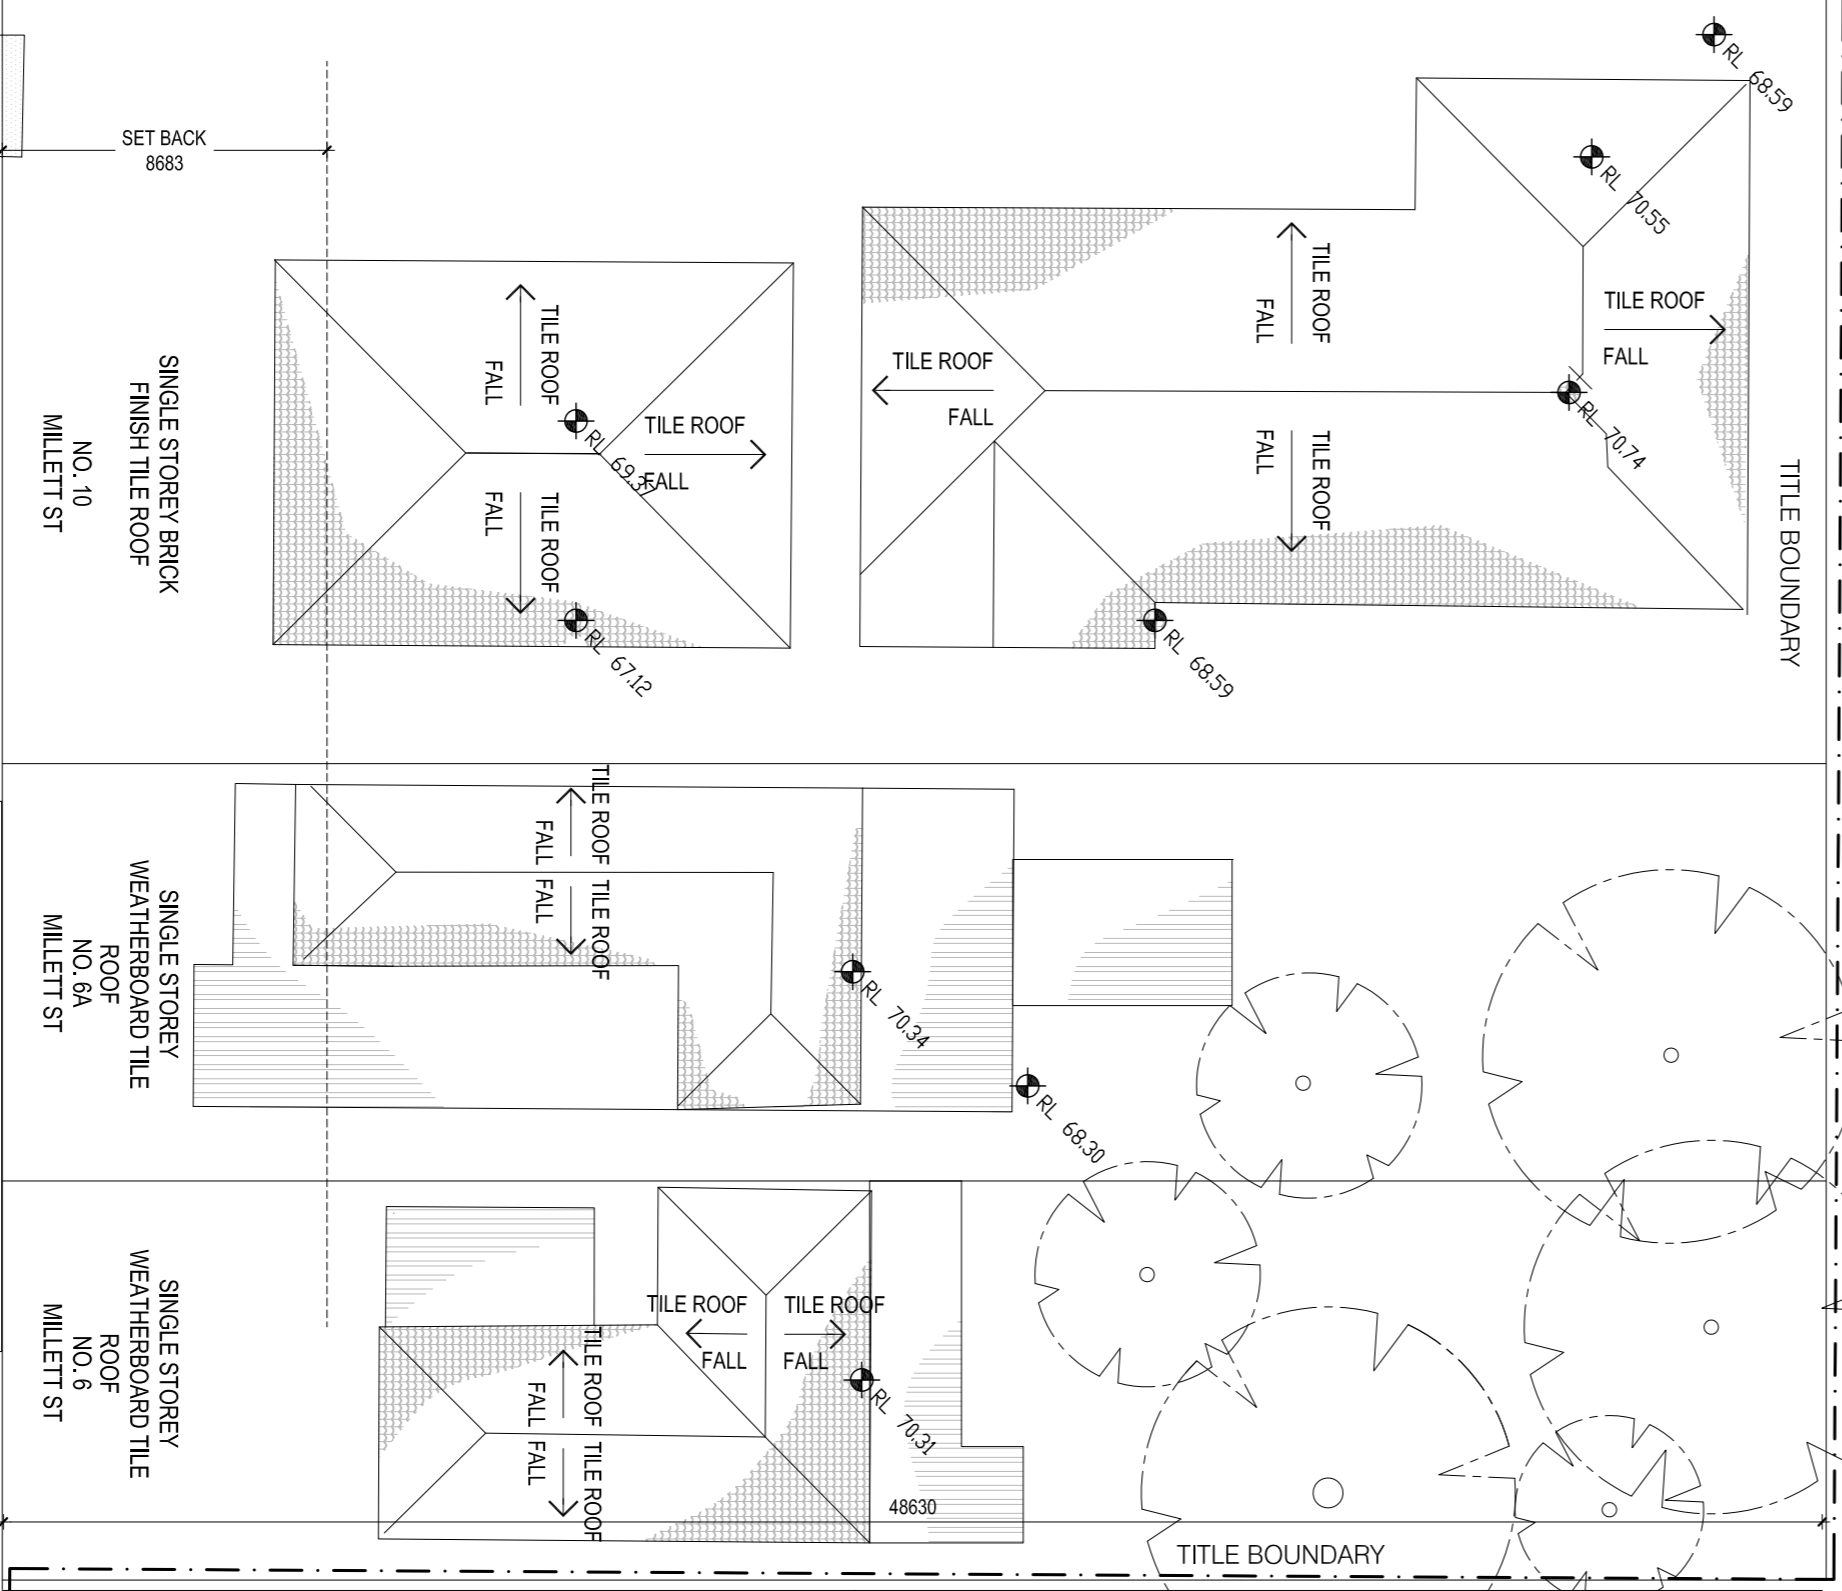 RL 68.59
SET BACK
8683
RL 70.55
TILE ROOF
FALL
TILE ROOF
FALL
TILE ROOF
FALL
TILE ROOF
FALL
RL 70.74
TILE ROOF
FALL
RL 68.59
TITLE BOUNDARY
TILE ROOF
FALL
RL 69.37
TILE ROOF
FALL
TILE ROOF
FALL
RL 67.12
SINGLE STOREY BRICK
FINISH TILE ROOF
NO. 10
MILLETT ST
TILE ROOF
FALL
TILE ROOF
FALL
RL 70.34
RL 68.30
SINGLE STOREY
WEATHERBOARD TILE
ROOF
NO. 6A
MILLETT ST
TILE ROOF
FALL
TILE ROOF
FALL
TILE ROOF
FALL
TILE ROOF
FALL
RL 70.31
SINGLE STOREY
WEATHERBOARD TILE
ROOF
NO. 6
MILLETT ST
48630
TITLE BOUNDARY